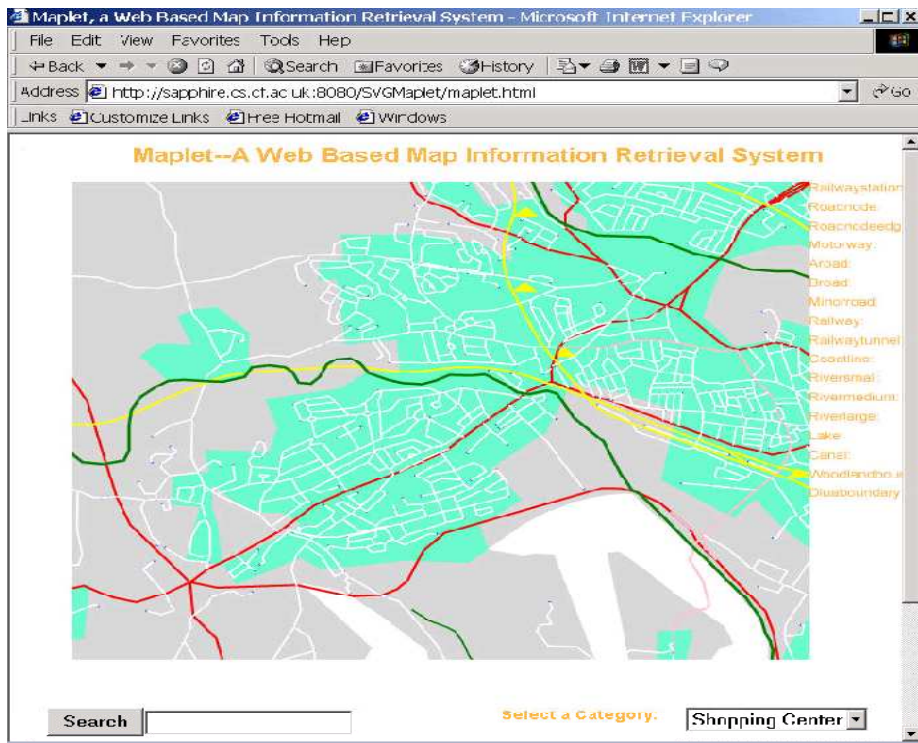 Maplet, a Web Based Map Information Retrieval System - Microsoft Internet Explorer
File Edit View Favorites Tools Help
Back Search Favorites History
Address http://sapphire.cs.cf.ac.uk:8080/SVGMaplet/maplet.html Go
Links Customize Links Free Hotmail Windows
Maplet--A Web Based Map Information Retrieval System
Railwaystation
Roadnode:
Roadnodeedg
Motorway:
Aroad:
Broad:
Minorroad:
Railway:
Railwaytunnel
Coastline:
Riversmal:
Rivermedium:
Riverlarge:
Lake
Canal:
Woodlandbou
Dluaboundary
Search
Select a Category:
Shopping Center